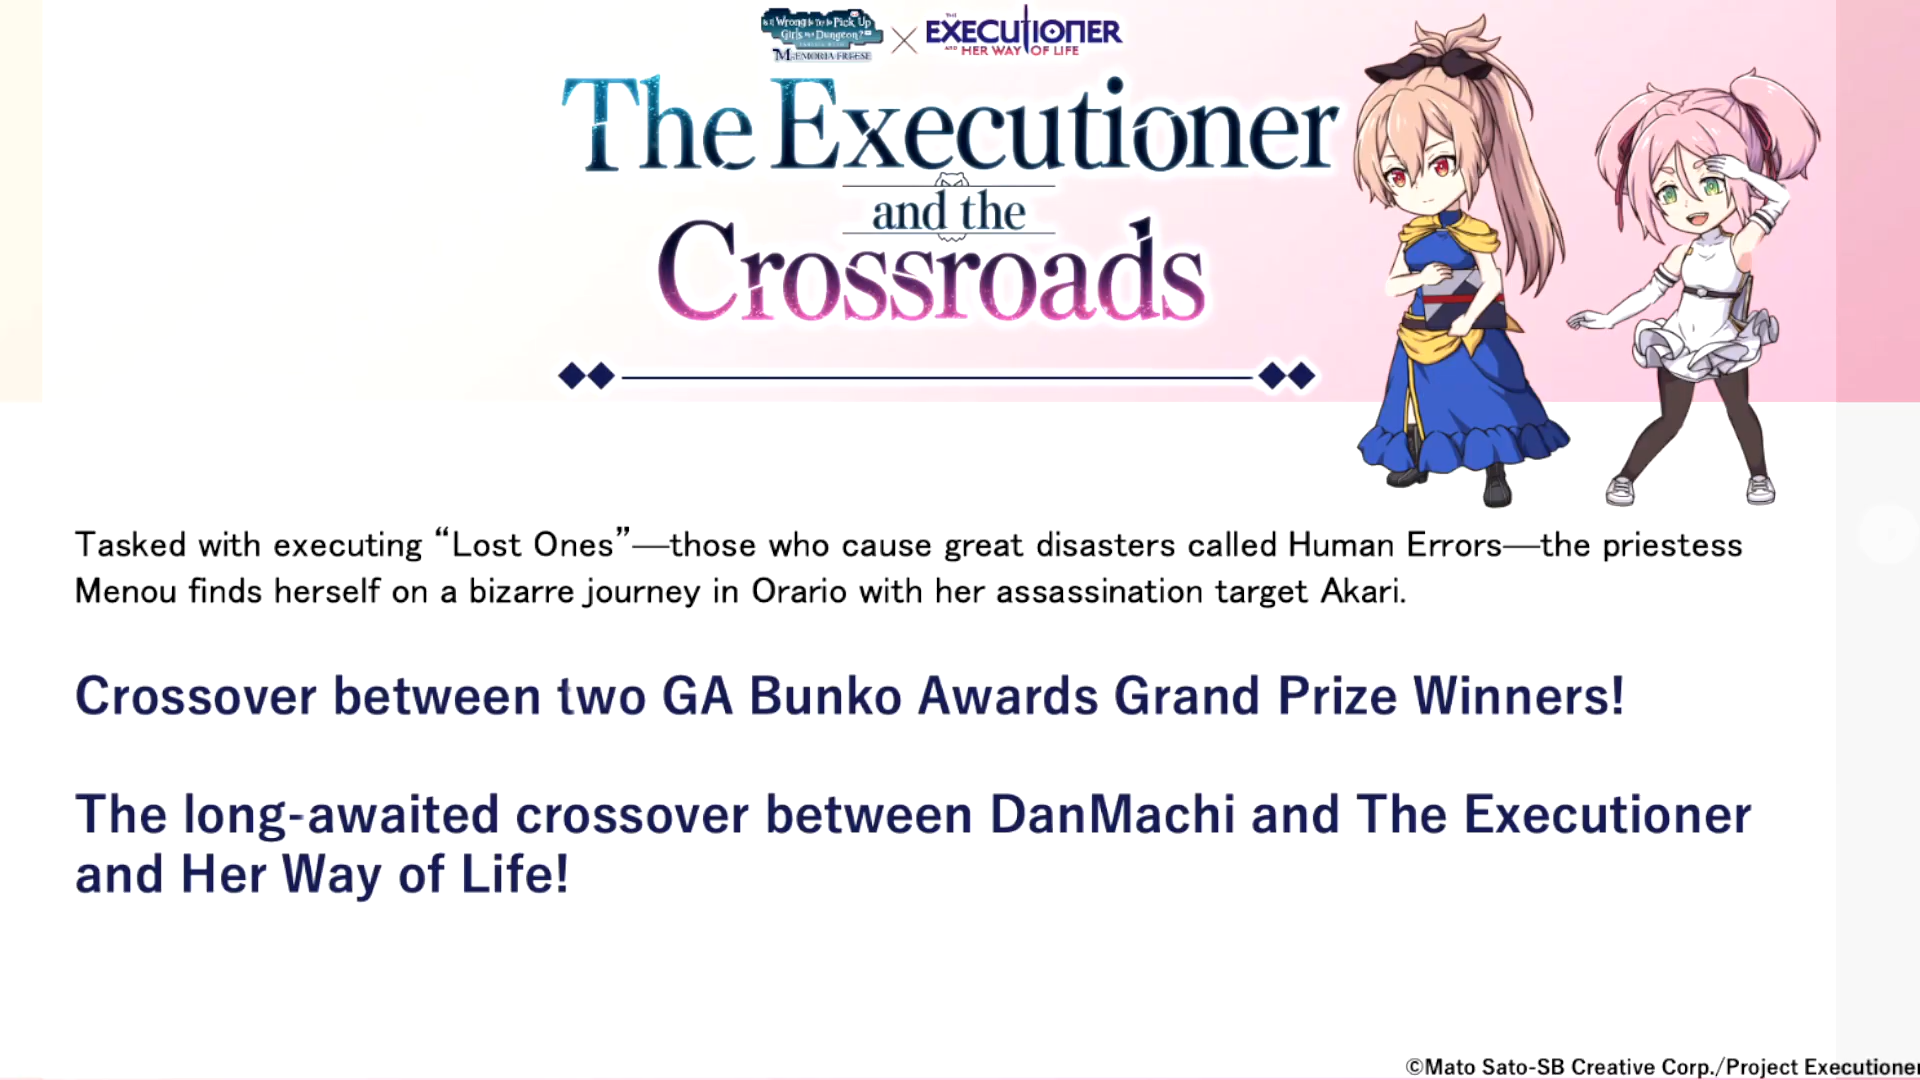 Is It Wrong to Try to Pick Up
Girls in a Dungeon?
MEMORIA FREESE
THE
EXECUTIONER
AND HER WAY OF LIFE
The Executioner
and the
Crossroads
Tasked with executing “Lost Ones”—those who cause great disasters called Human Errors—the priestess
Menou finds herself on a bizarre journey in Orario with her assassination target Akari.
Crossover between two GA Bunko Awards Grand Prize Winners!
The long-awaited crossover between DanMachi and The Executioner
and Her Way of Life!
©Mato Sato-SB Creative Corp./Project Executioner